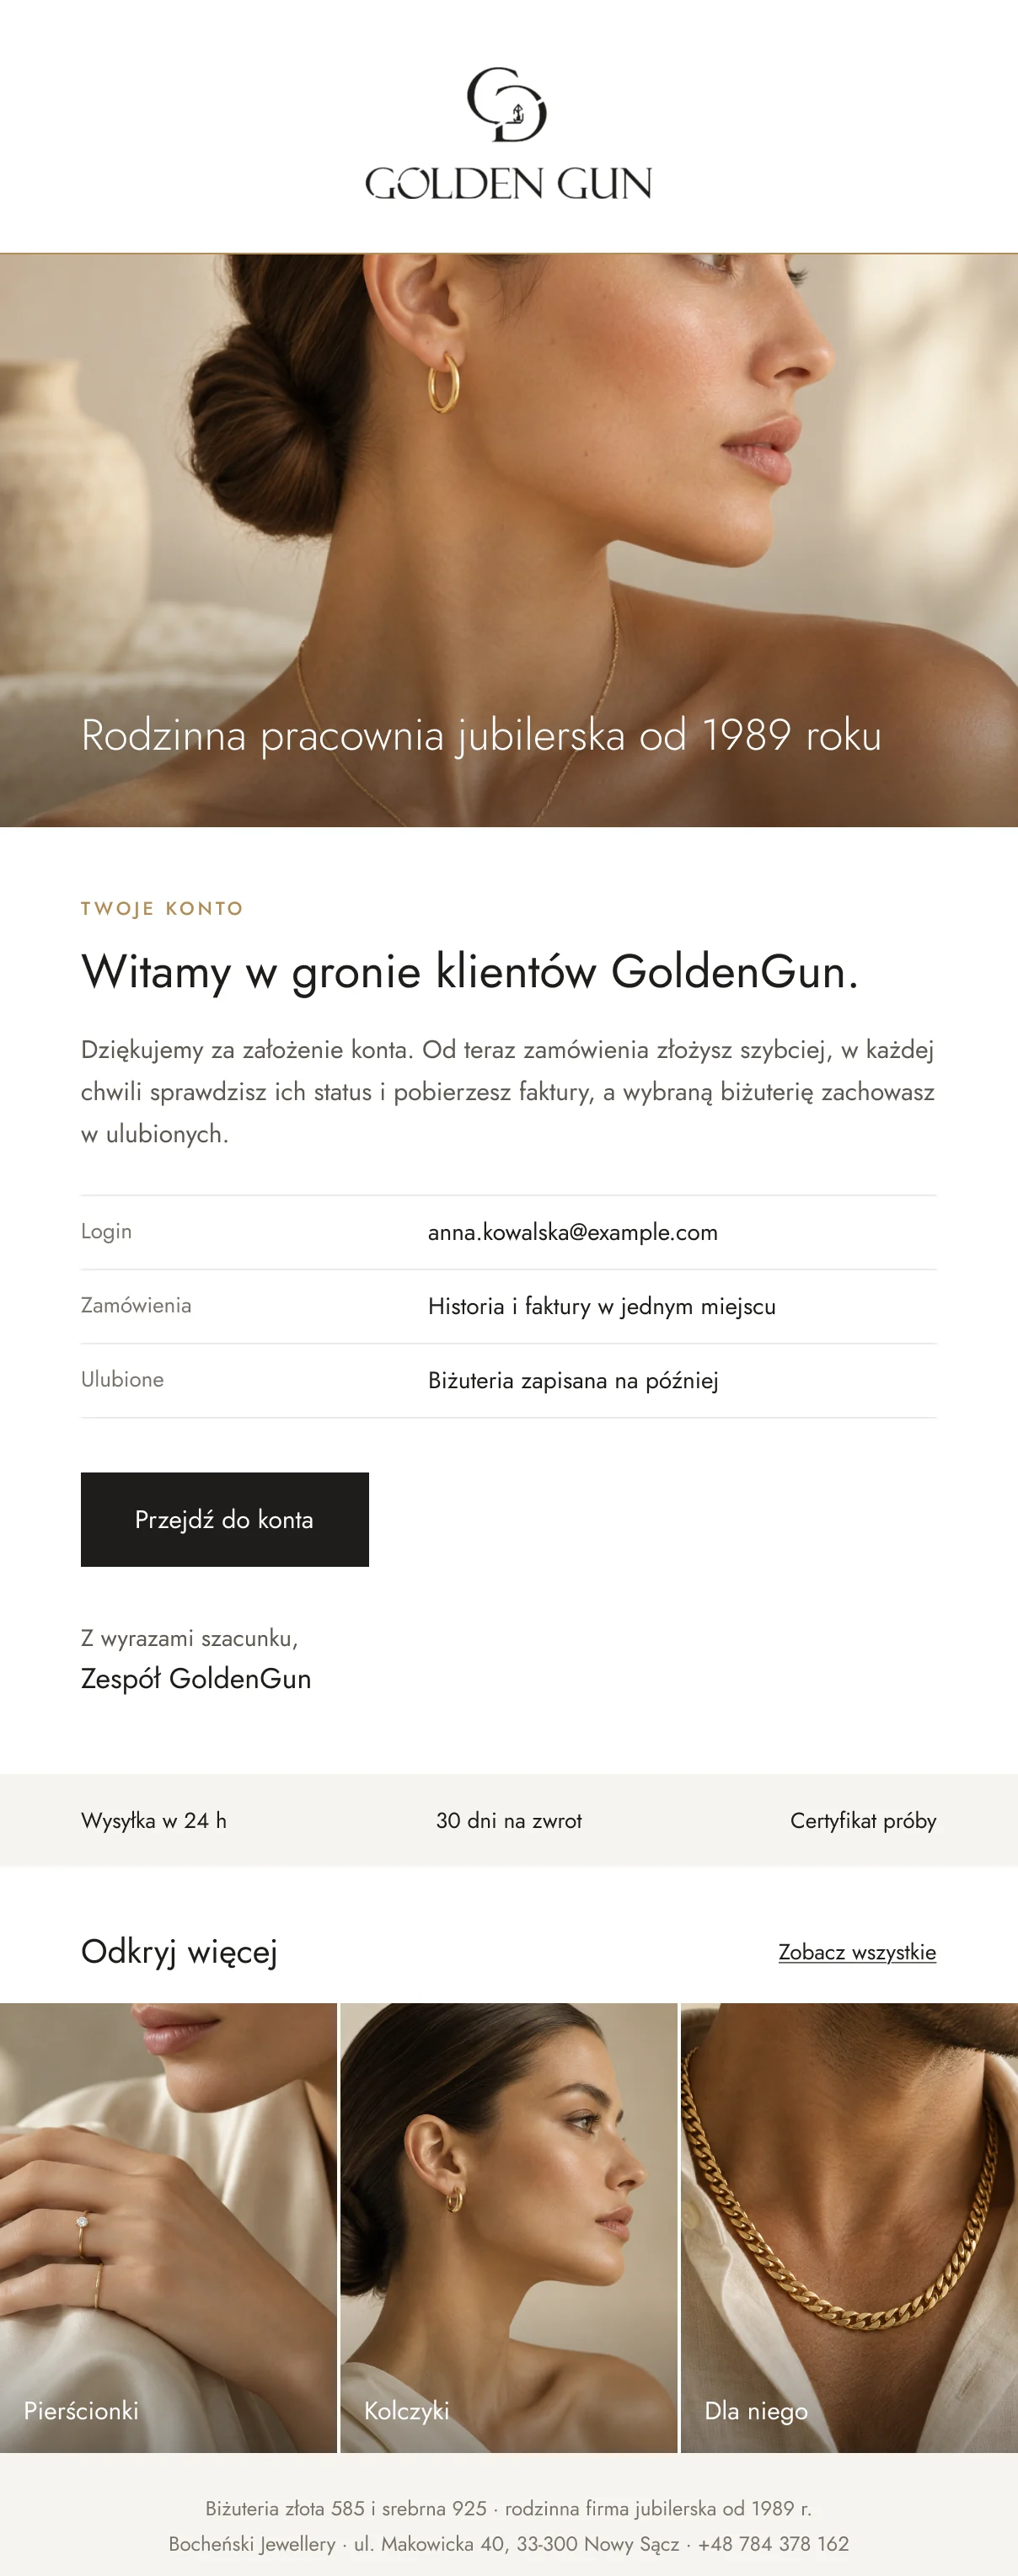 GOLDEN GUN
Rodzinna pracownia jubilerska od 1989 roku
TWOJE KONTO
Witamy w gronie klientów GoldenGun.
Dziękujemy za założenie konta. Od teraz zamówienia złożysz szybciej, w każdej
chwili sprawdzisz ich status i pobierzesz faktury, a wybraną biżuterię zachowasz
w ulubionych.
Login anna.kowalska@example.com
Zamówienia Historia i faktury w jednym miejscu
Ulubione Biżuteria zapisana na później
Przejdź do konta
Z wyrazami szacunku,
Zespół GoldenGun
Wysyłka w 24 h 30 dni na zwrot Certyfikat próby
Odkryj więcej Zobacz wszystkie
Pierścionki Kolczyki Dla niego
Biżuteria złota 585 i srebrna 925 · rodzinna firma jubilerska od 1989 r.
Bocheński Jewellery · ul. Makowicka 40, 33-300 Nowy Sącz · +48 784 378 162